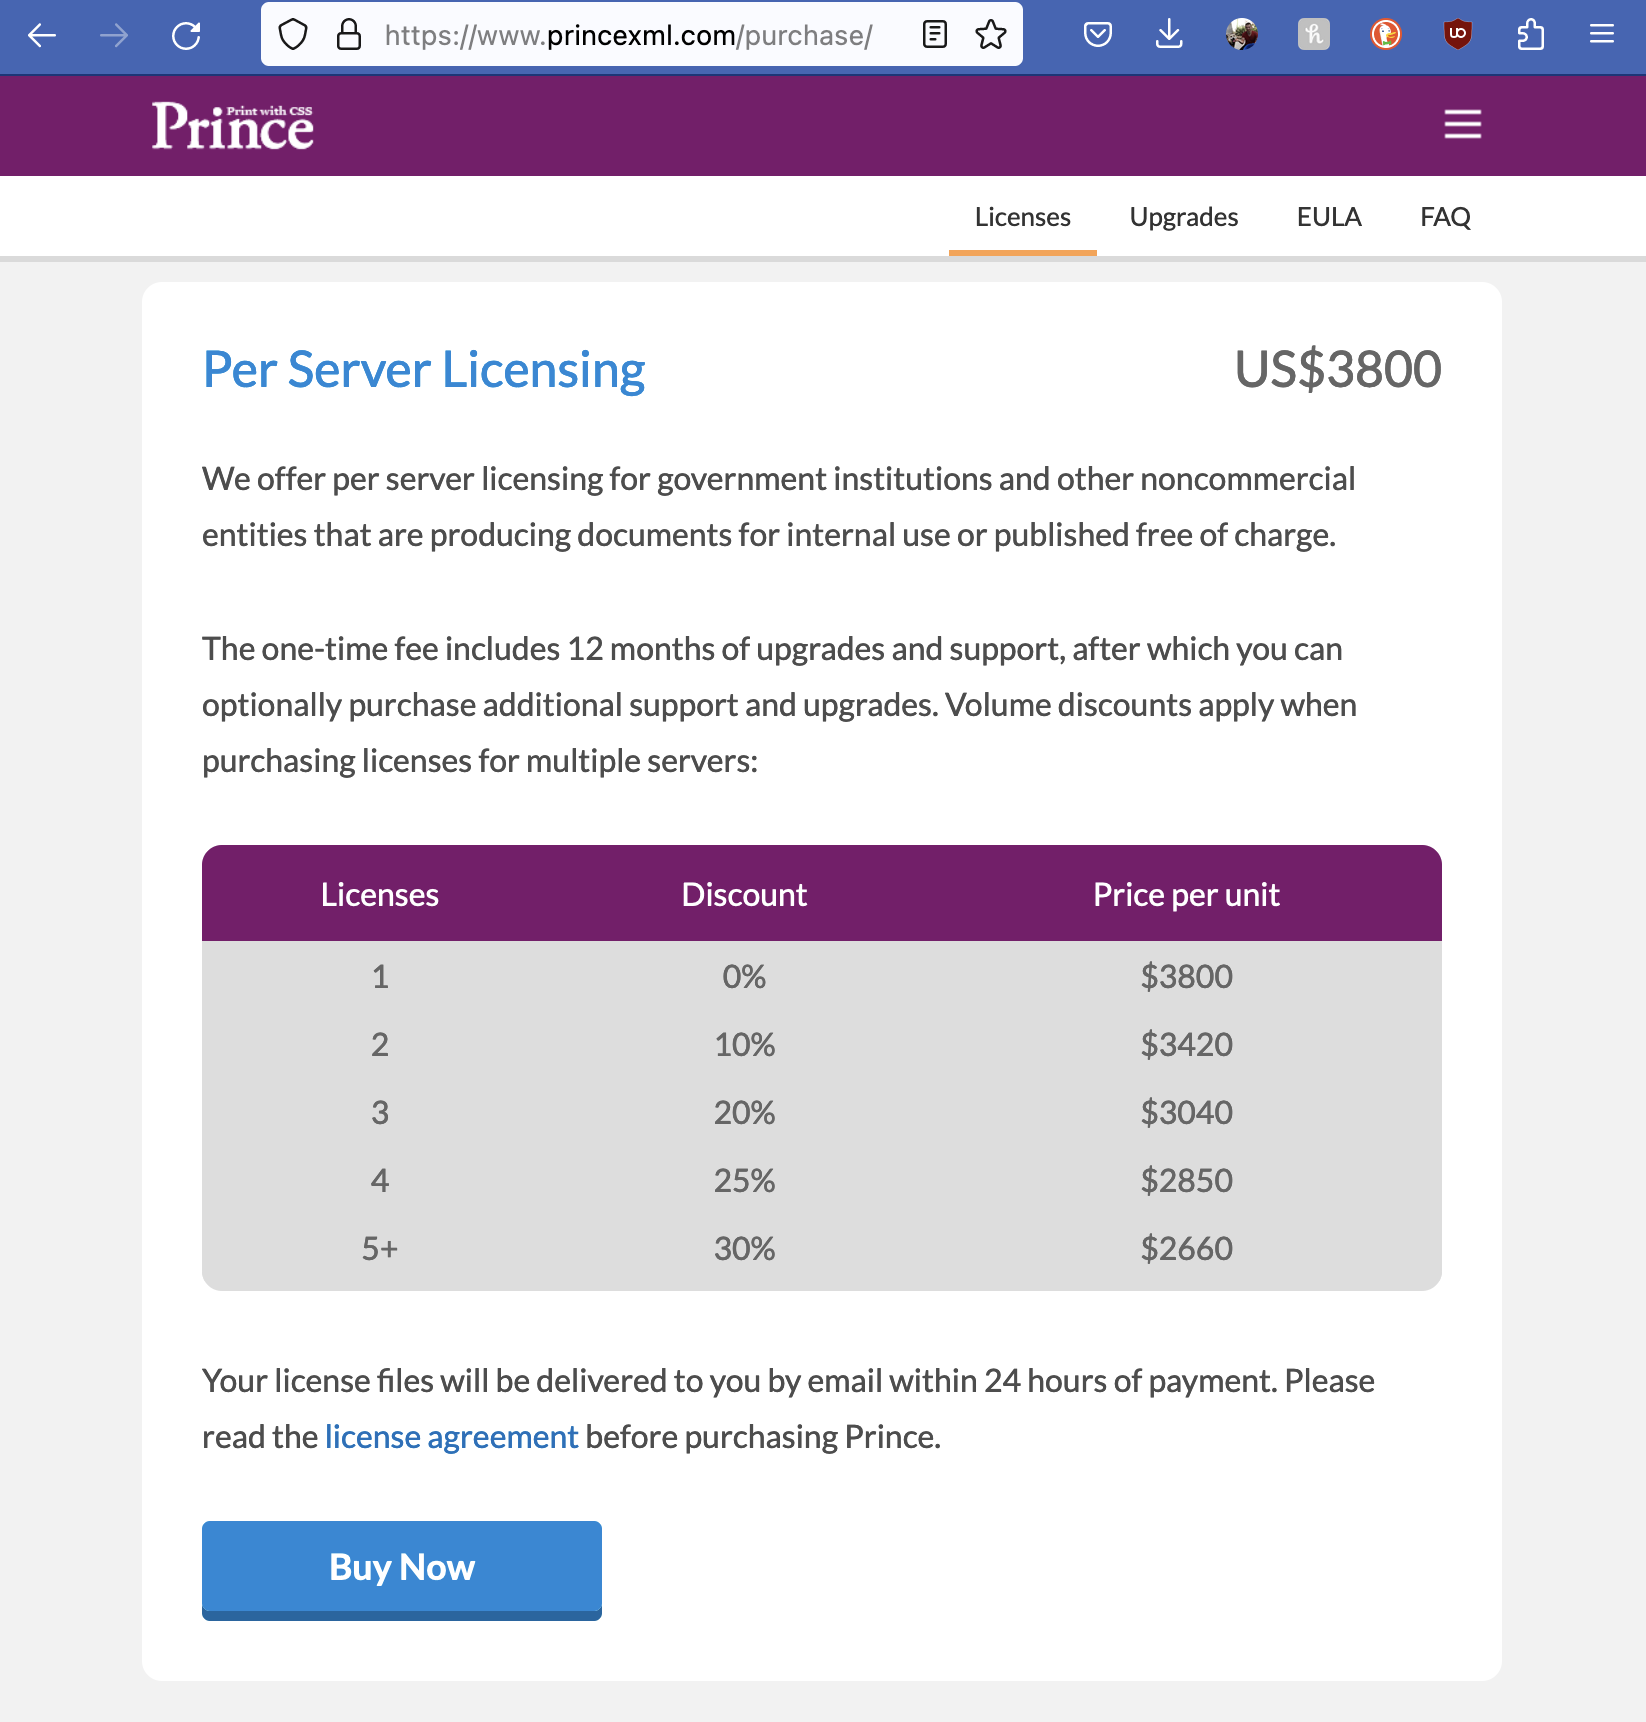 https://www.princexml.com/purchase/
Print with CSS
Prince
Licenses Upgrades EULA FAQ
Per Server Licensing US$3800
We offer per server licensing for government institutions and other noncommercial
entities that are producing documents for internal use or published free of charge.
The one-time fee includes 12 months of upgrades and support, after which you can
optionally purchase additional support and upgrades. Volume discounts apply when
purchasing licenses for multiple servers:
Licenses Discount Price per unit
1 0% $3800
2 10% $3420
3 20% $3040
4 25% $2850
5+ 30% $2660
Your license files will be delivered to you by email within 24 hours of payment. Please
read the license agreement before purchasing Prince.
Buy Now